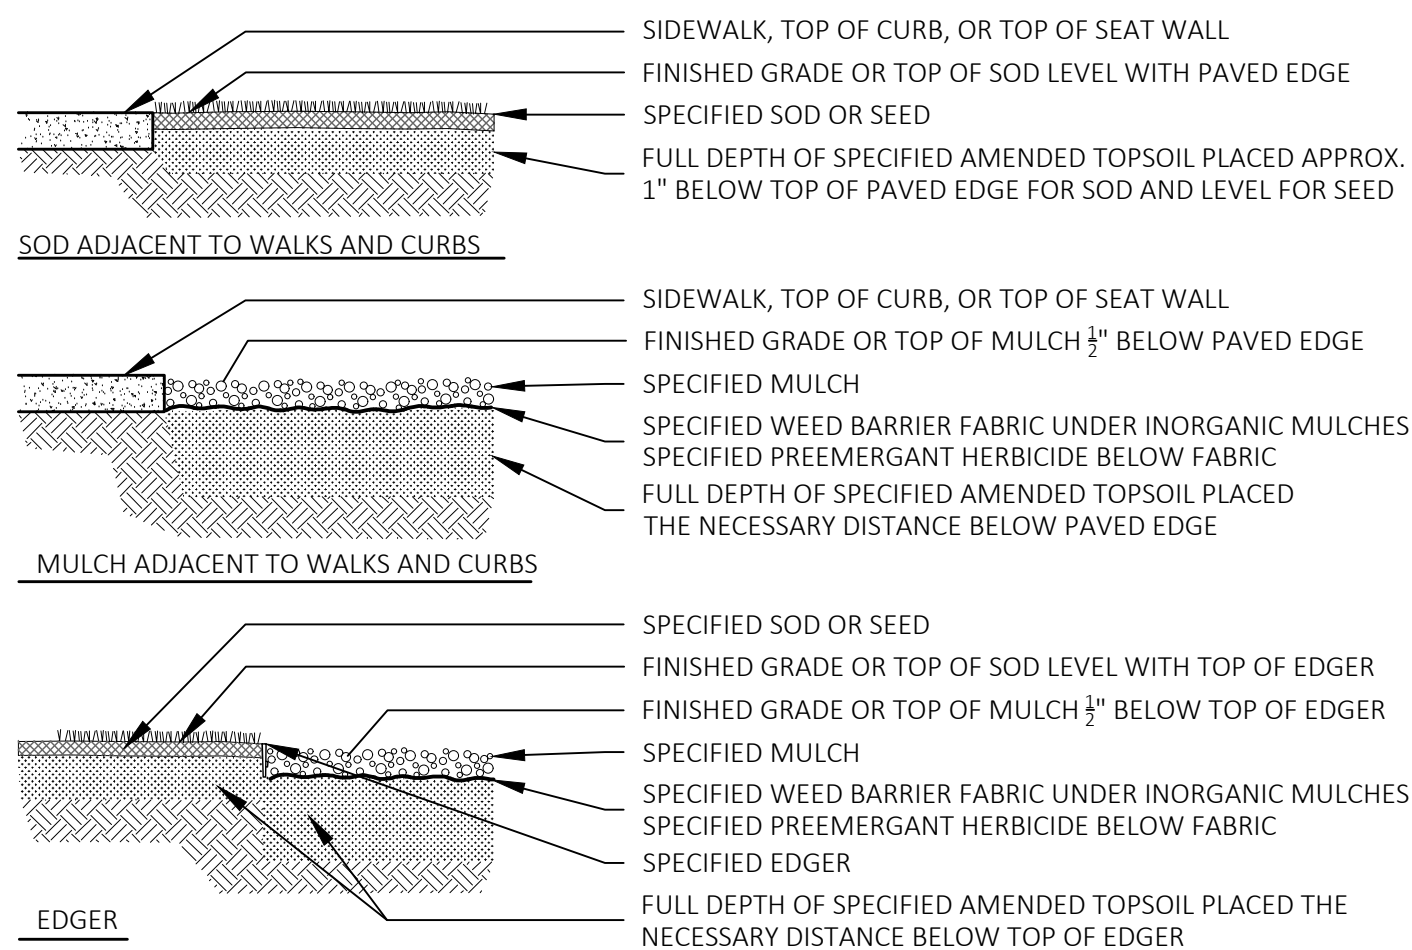 SIDEWALK, TOP OF CURB, OR TOP OF SEAT WALL
FINISHED GRADE OR TOP OF SOD LEVEL WITH PAVED EDGE
SPECIFIED SOD OR SEED
FULL DEPTH OF SPECIFIED AMENDED TOPSOIL PLACED APPROX.
1" BELOW TOP OF PAVED EDGE FOR SOD AND LEVEL FOR SEED
SOD ADJACENT TO WALKS AND CURBS
SIDEWALK, TOP OF CURB, OR TOP OF SEAT WALL
FINISHED GRADE OR TOP OF MULCH ½" BELOW PAVED EDGE
SPECIFIED MULCH
SPECIFIED WEED BARRIER FABRIC UNDER INORGANIC MULCHES
SPECIFIED PREEMERGANT HERBICIDE BELOW FABRIC
FULL DEPTH OF SPECIFIED AMENDED TOPSOIL PLACED
THE NECESSARY DISTANCE BELOW PAVED EDGE
MULCH ADJACENT TO WALKS AND CURBS
SPECIFIED SOD OR SEED
FINISHED GRADE OR TOP OF SOD LEVEL WITH TOP OF EDGER
FINISHED GRADE OR TOP OF MULCH ½" BELOW TOP OF EDGER
SPECIFIED MULCH
SPECIFIED WEED BARRIER FABRIC UNDER INORGANIC MULCHES
SPECIFIED PREEMERGANT HERBICIDE BELOW FABRIC
SPECIFIED EDGER
FULL DEPTH OF SPECIFIED AMENDED TOPSOIL PLACED THE
NECESSARY DISTANCE BELOW TOP OF EDGER
EDGER